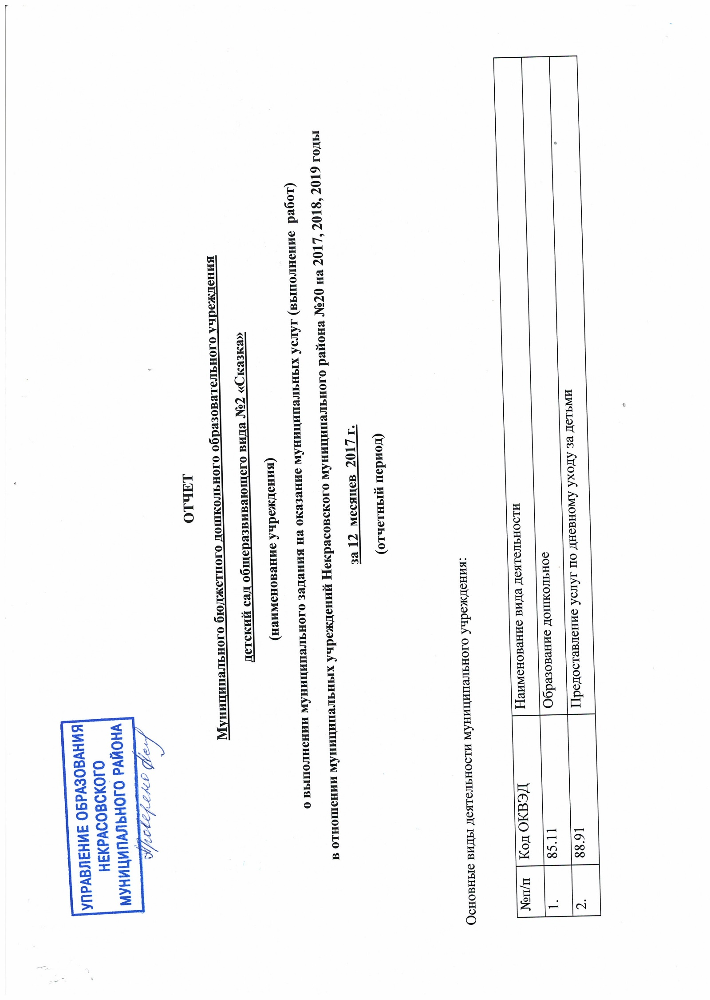 УПРАВЛЕНИЕ ОБРАЗОВАНИЯ
НЕКРАСОВСКОГО
МУНИЦИПАЛЬНОГО РАЙОНА
Проверено
ОТЧЕТ
Муниципального бюджетного дошкольного образовательного учреждения
детский сад общеразвивающего вида №2 «Сказка»
(наименование учреждения)
о выполнении муниципального задания на оказание муниципальных услуг (выполнение работ)
в отношении муниципальных учреждений Некрасовского муниципального района №20 на 2017, 2018, 2019 годы
за 12 месяцев 2017 г.
(отчетный период)
Основные виды деятельности муниципального учреждения:
№п/п Код ОКВЭД Наименование вида деятельности
1. 85.11 Образование дошкольное
2. 88.91 Предоставление услуг по дневному уходу за детьми